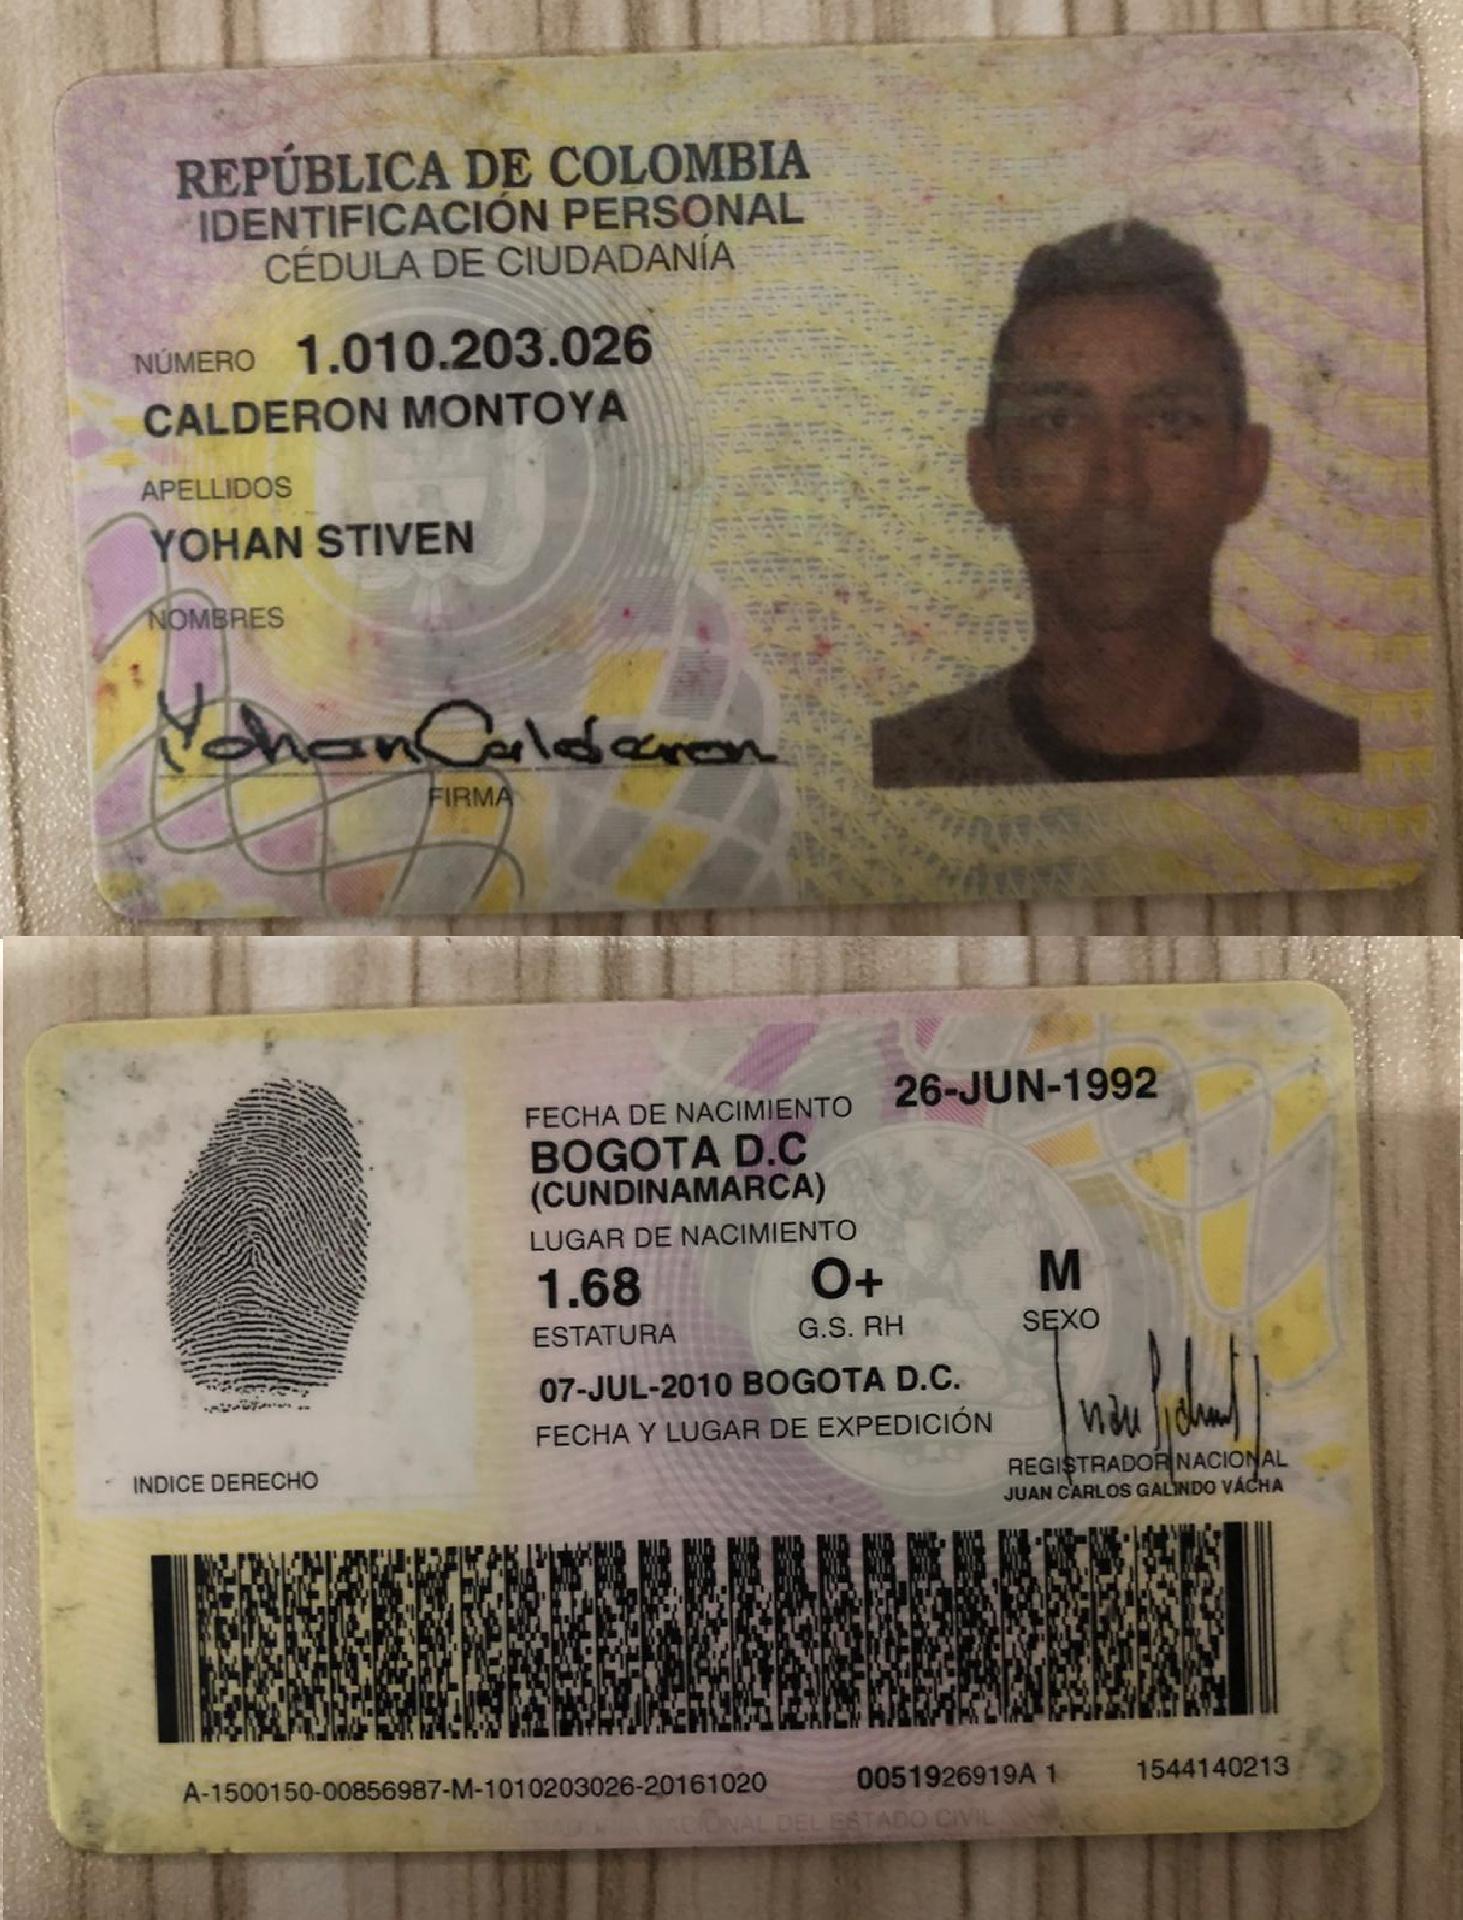 REPÚBLICA DE COLOMBIA
IDENTIFICACIÓN PERSONAL
CÉDULA DE CIUDADANÍA
NÚMERO 1.010.203.026
CALDERON MONTOYA
APELLIDOS
YOHAN STIVEN
NOMBRES
Yohan Calderon
FIRMA
FECHA DE NACIMIENTO 26-JUN-1992
BOGOTA D.C
(CUNDINAMARCA)
LUGAR DE NACIMIENTO
1.68 O+ M
ESTATURA G.S. RH SEXO
07-JUL-2010 BOGOTA D.C.
FECHA Y LUGAR DE EXPEDICIÓN
INDICE DERECHO
REGISTRADOR NACIONAL
JUAN CARLOS GALINDO VÁCHA
A-1500150-00856987-M-1010203026-20161020 0051926919A 1 1544140213
REGISTRADURIA NACIONAL DEL ESTADO CIVIL